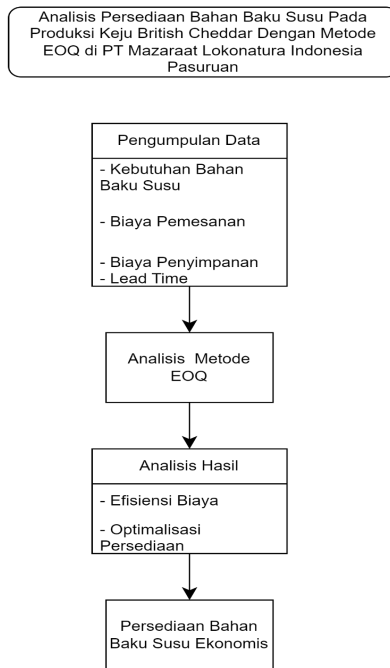 Analisis Persediaan Bahan Baku Susu Pada
Produksi Keju British Cheddar Dengan Metode
EOQ di PT Mazaraat Lokonatura Indonesia
Pasuruan
Pengumpulan Data
- Kebutuhan Bahan
Baku Susu
- Biaya Pemesanan
- Biaya Penyimpanan
- Lead Time
Analisis Metode
EOQ
Analisis Hasil
- Efisiensi Biaya
- Optimalisasi
Persediaan
Persediaan Bahan
Baku Susu Ekonomis